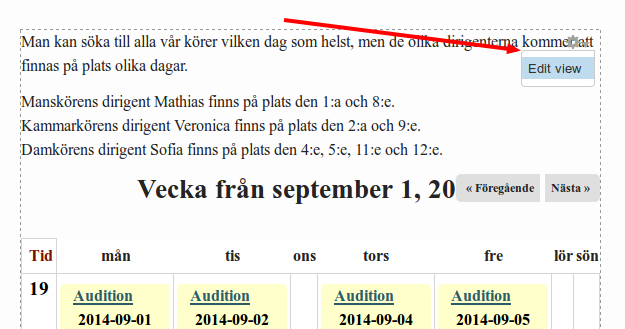 Man kan söka till alla vår körer vilken dag som helst, men de olika dirigenterna kommer att
Edit view
finnas på plats olika dagar.
Manskörens dirigent Mathias finns på plats den 1:a och 8:e.
Kammarkörens dirigent Veronica finns på plats den 2:a och 9:e.
Damkörens dirigent Sofia finns på plats den 4:e, 5:e, 11:e och 12:e.
Vecka från september 1, 20 « Föregående Nästa »
Tid mån tis ons tors fre lör sön
19 Audition Audition Audition Audition
2014-09-01 2014-09-02 2014-09-04 2014-09-05